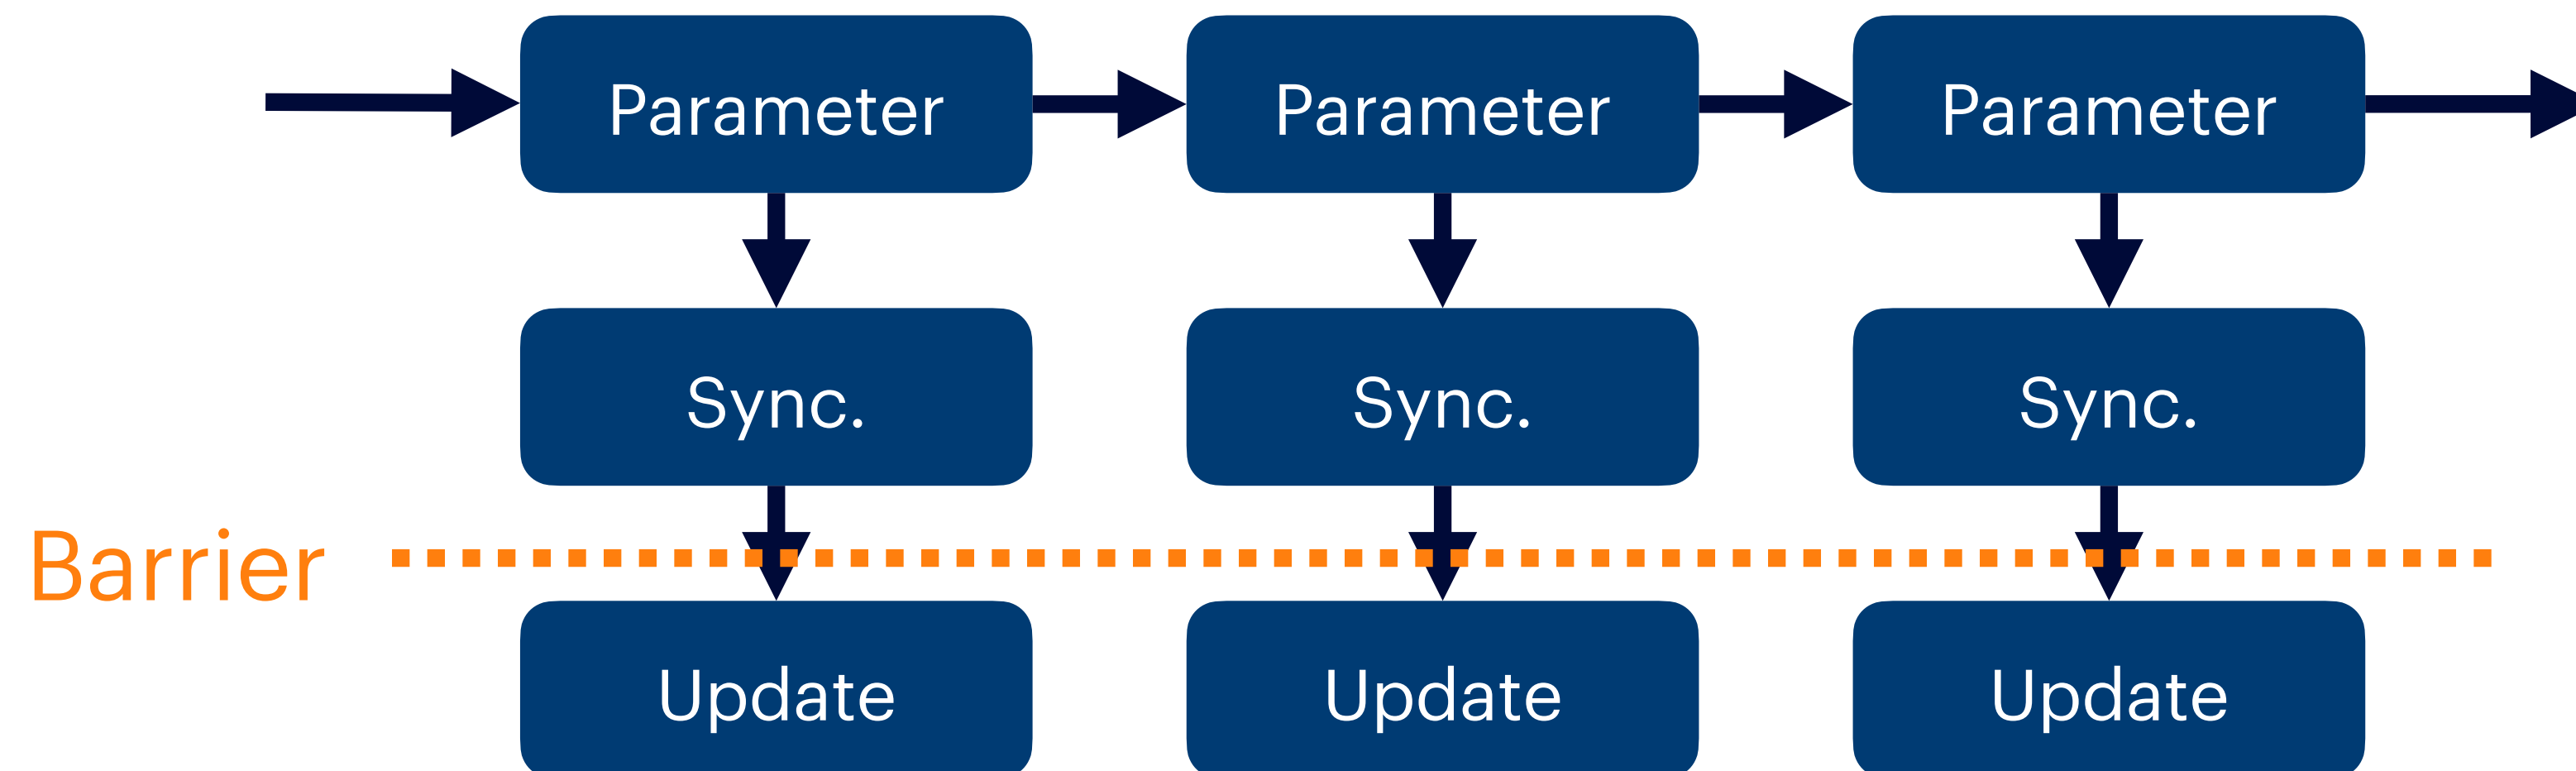 Parameter
Parameter
Parameter
Sync.
Sync.
Sync.
Barrier
Update
Update
Update